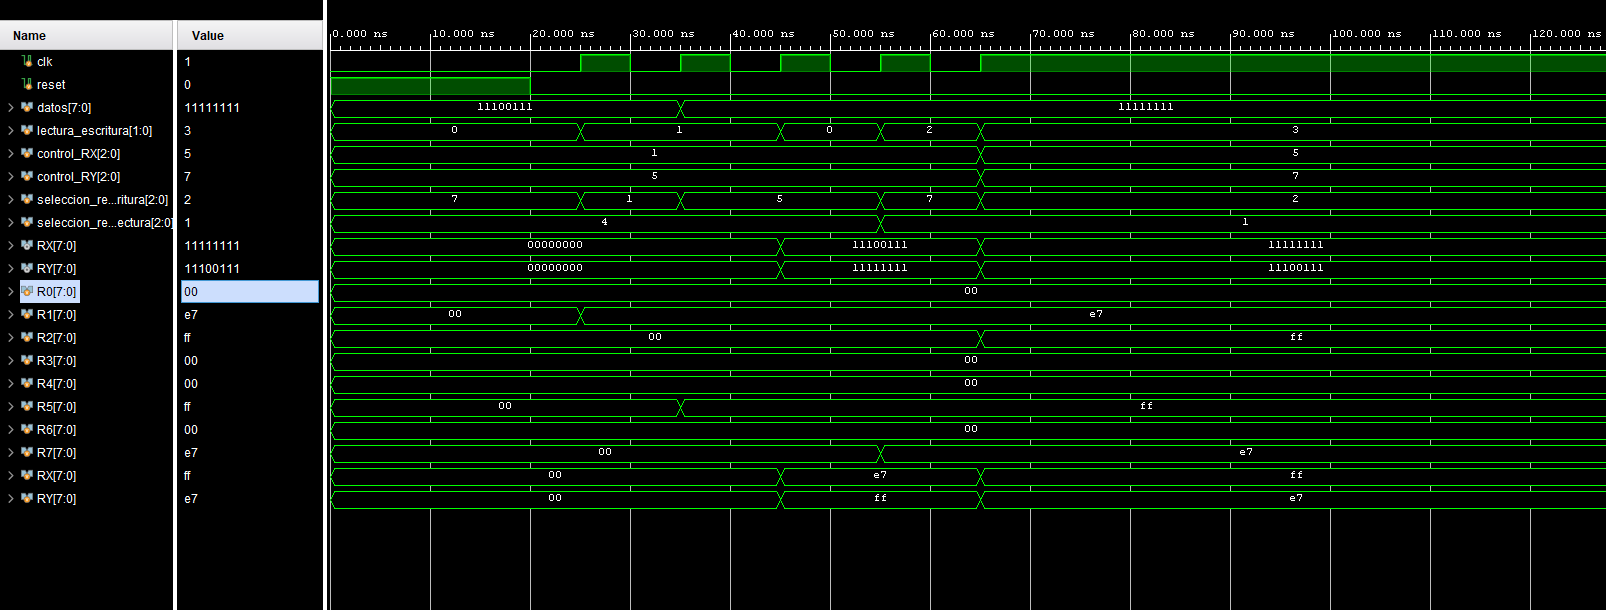 Name Value 0.000 ns 10.000 ns 20.000 ns 30.000 ns 40.000 ns 50.000 ns 60.000 ns 70.000 ns 80.000 ns 90.000 ns 100.000 ns 110.000 ns 120.000 ns
clk 1
reset 0
datos[7:0] 11111111 11100111 11111111
lectura_escritura[1:0] 3 0 1 0 2 3
control_RX[2:0] 5 1 5
control_RY[2:0] 7 5 7
seleccion_re...ritura[2:0] 2 7 1 5 7 2
seleccion_re...ectura[2:0] 1 4 1
RX[7:0] 11111111 00000000 11100111 11111111
RY[7:0] 11100111 00000000 11111111 11100111
R0[7:0] 00 00
R1[7:0] e7 00 e7
R2[7:0] ff 00 ff
R3[7:0] 00 00
R4[7:0] 00 00
R5[7:0] ff 00 ff
R6[7:0] 00 00
R7[7:0] e7 00 e7
RX[7:0] ff 00 e7 ff
RY[7:0] e7 00 ff e7